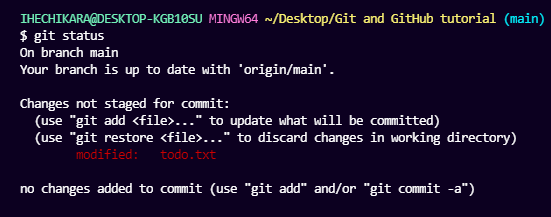 IHECHIKARA@DESKTOP-KGB10SU MINGW64 ~/Desktop/Git and GitHub tutorial (main)
$ git status
On branch main
Your branch is up to date with 'origin/main'.

Changes not staged for commit:
  (use "git add <file>..." to update what will be committed)
  (use "git restore <file>..." to discard changes in working directory)
        modified:   todo.txt

no changes added to commit (use "git add" and/or "git commit -a")